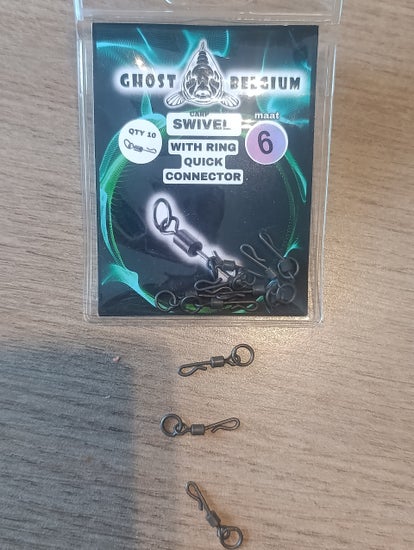 GHOST BELGIUM
CARP
maat
SWIVEL
QTY 10
6
WITH RING
QUICK
CONNECTOR